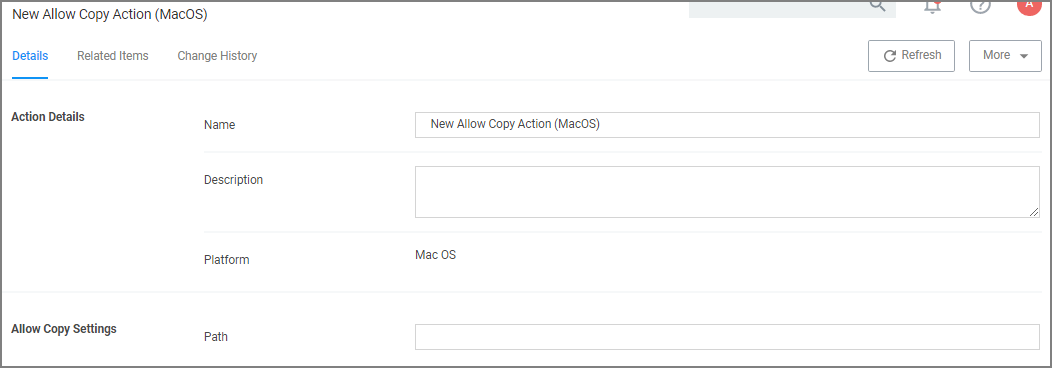 New Allow Copy Action (MacOS)
A
Details Related Items Change History Refresh More
Action Details
Name New Allow Copy Action (MacOS)
Description
Platform Mac OS
Allow Copy Settings
Path